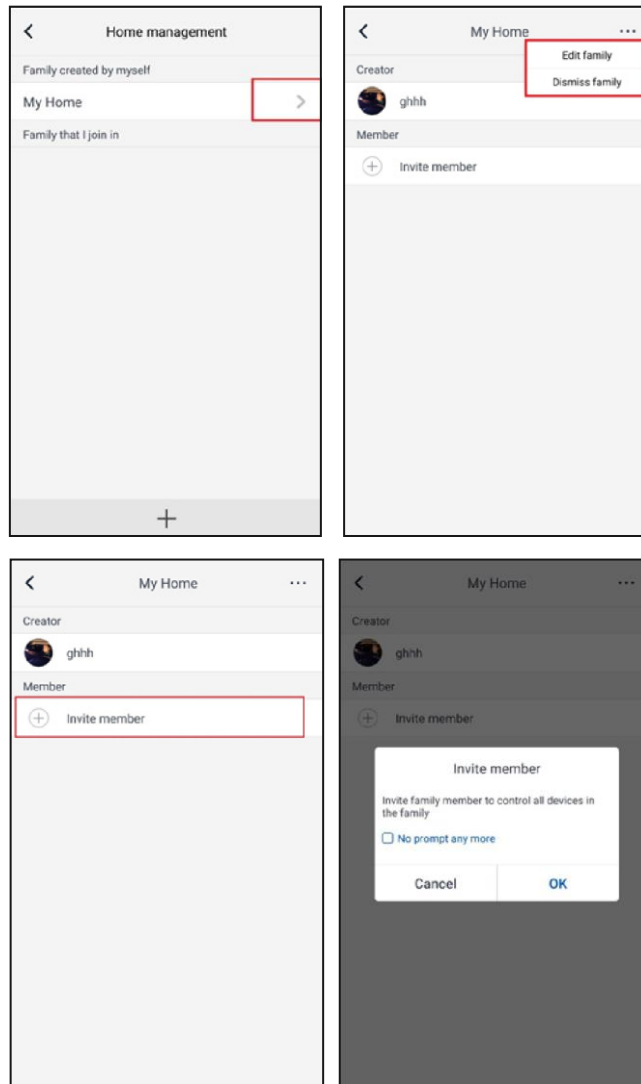 Home management
Family created by myself
My Home
Family that I join in
My Home
Edit family
Dismiss family
Creator
ghhh
Member
Invite member
My Home
Creator
ghhh
Member
Invite member
My Home
Creator
ghhh
Member
Invite member
Invite member
Invite family member to control all devices in
the family
No prompt any more
Cancel OK